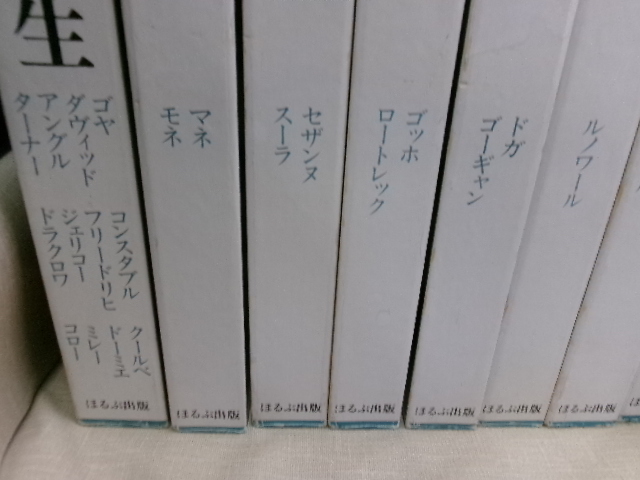 生
ゴヤ
ダヴィッド
アングル
ターナー
コンスタブル
フリードリヒ
ジェリコー
ドラクロワ
クールベ
ドーミエ
ミレー
コロー
ほるぷ出版
マネ
モネ
ほるぷ出版
セザンヌ
スーラ
ほるぷ出版
ゴッホ
ロートレック
ほるぷ出版
ドガ
ゴーギャン
ほるぷ出版
ほるぷ出版
ルノワール
ほるぷ出版